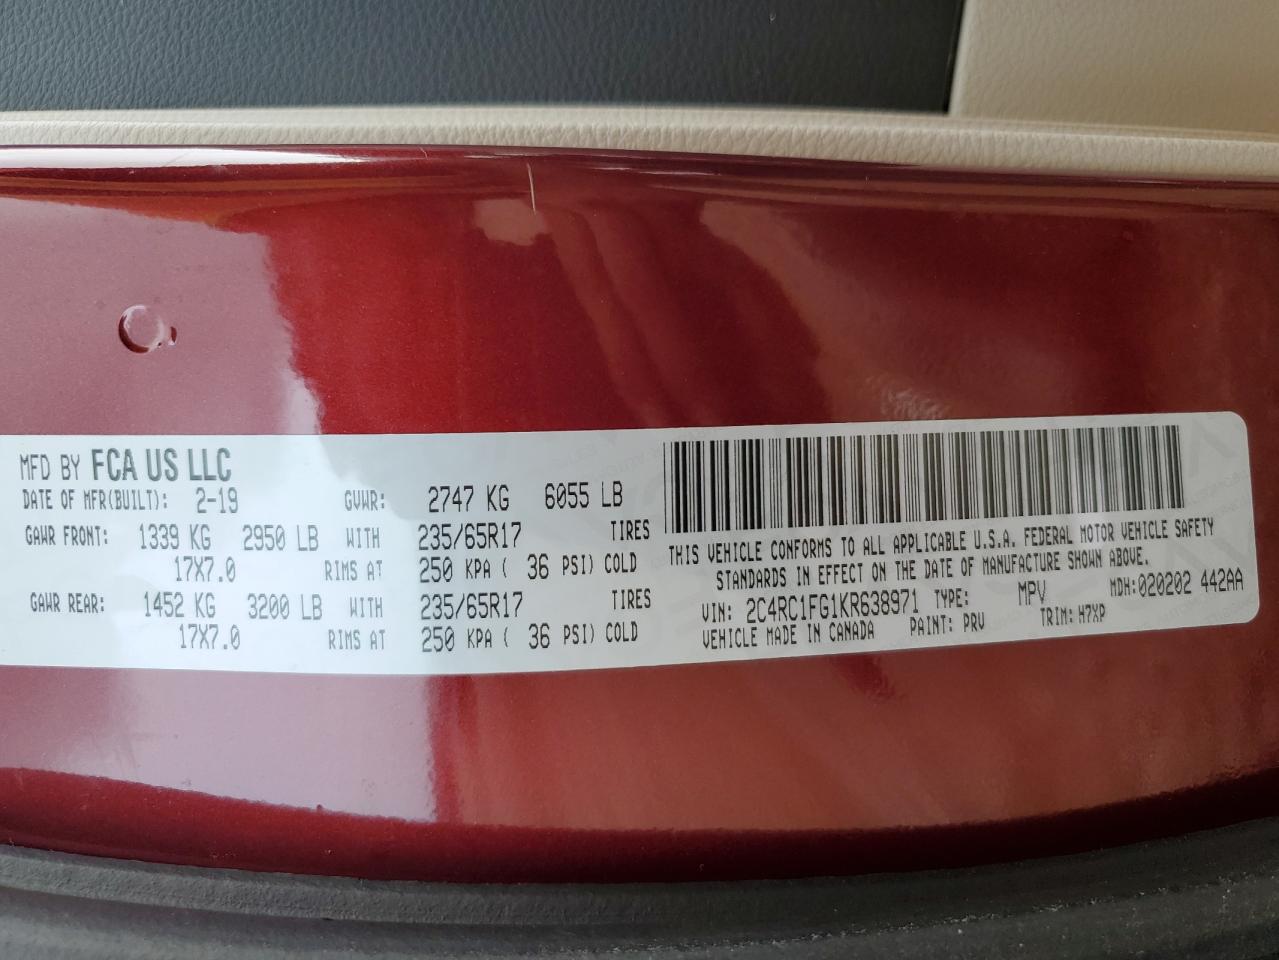 MFD BY FCA US LLC
DATE OF MFR(BUILT): 2-19 GVWR: 2747 KG 6055 LB
GAWR FRONT: 1339 KG 2950 LB WITH 235/65R17 TIRES
17X7.0 RIMS AT 250 KPA ( 36 PSI) COLD
GAWR REAR: 1452 KG 3200 LB WITH 235/65R17 TIRES
17X7.0 RIMS AT 250 KPA ( 36 PSI) COLD
THIS VEHICLE CONFORMS TO ALL APPLICABLE U.S.A. FEDERAL MOTOR VEHICLE SAFETY
STANDARDS IN EFFECT ON THE DATE OF MANUFACTURE SHOWN ABOVE.
VIN: 2C4RC1FG1KR638971 TYPE: MPV MDH:020202 442AA
VEHICLE MADE IN CANADA PAINT: PRV TRIM: H7XP